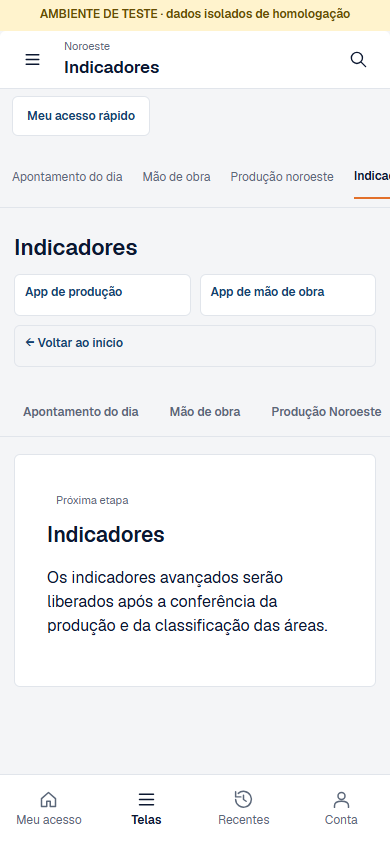 AMBIENTE DE TESTE · dados isolados de homologação
Noroeste
Indicadores
Meu acesso rápido
Apontamento do dia Mão de obra Produção noroeste Indica
Indicadores
App de produção App de mão de obra
← Voltar ao início
Apontamento do dia Mão de obra Produção Noroeste
Próxima etapa
Indicadores
Os indicadores avançados serão
liberados após a conferência da
produção e da classificação das áreas.
Meu acesso Telas Recentes Conta